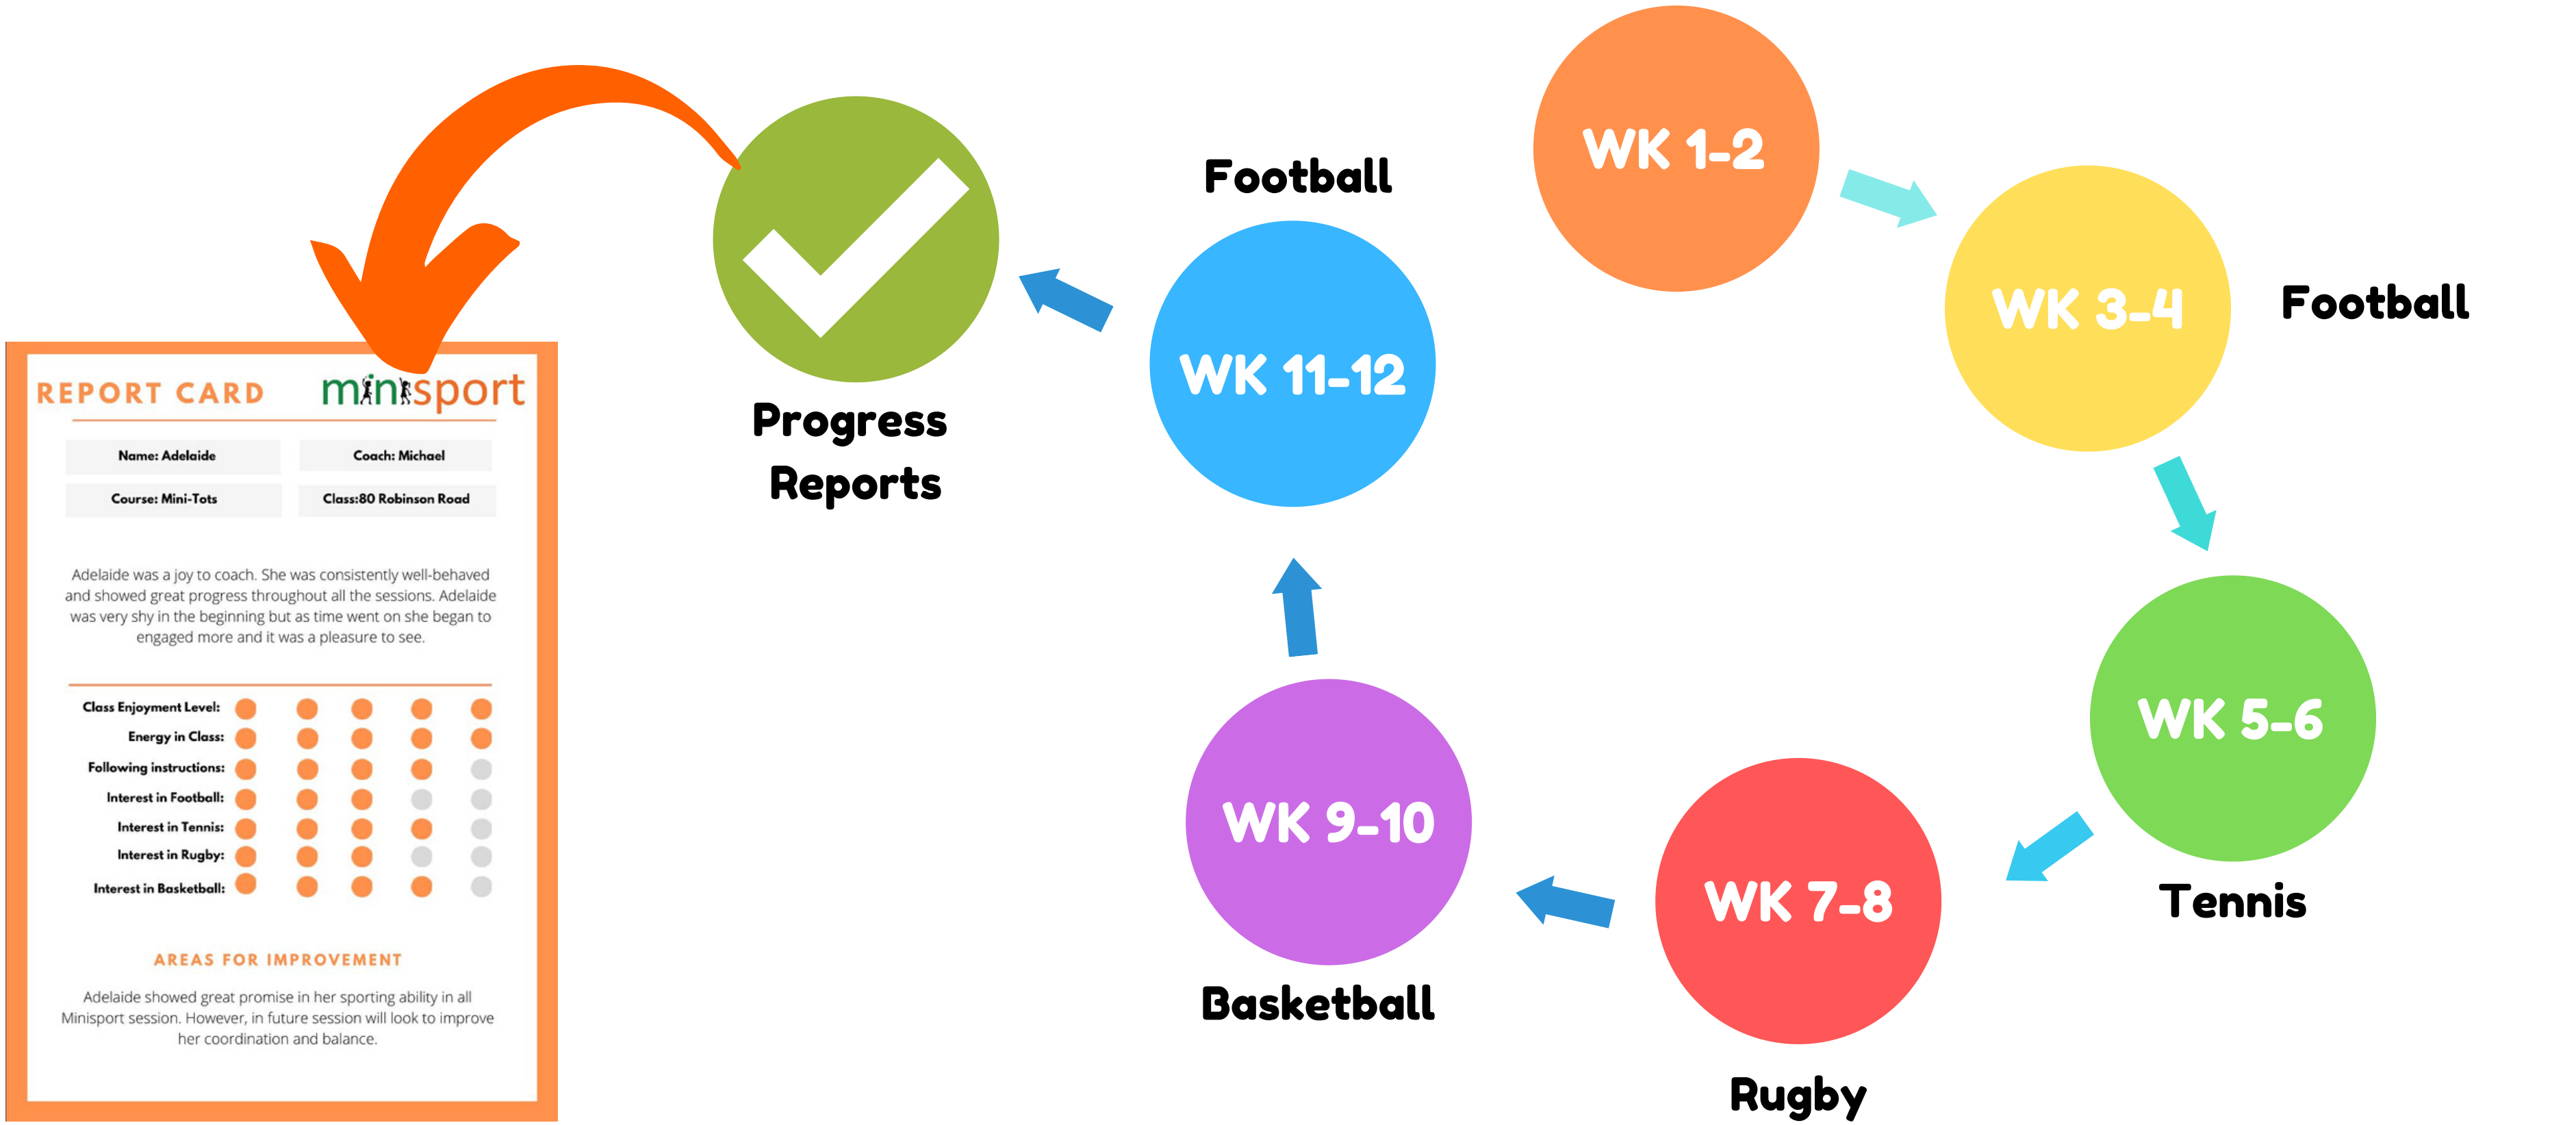 WK 1-2
WK 3-4
Football
WK 5-6
Tennis
WK 7-8
Rugby
WK 9-10
Basketball
Football
WK 11-12
Progress
Reports
REPORT CARD
minisport
Name: Adelaide
Coach: Michael
Course: Mini-Tots
Class:80 Robinson Road
Adelaide was a joy to coach. She was consistently well-behaved
and showed great progress throughout all the sessions. Adelaide
was very shy in the beginning but as time went on she began to
engaged more and it was a pleasure to see.
Class Enjoyment Level:
Energy in Class:
Following instructions:
Interest in Football:
Interest in Tennis:
Interest in Rugby:
Interest in Basketball:
AREAS FOR IMPROVEMENT
Adelaide showed great promise in her sporting ability in all
Minisport session. However, in future session will look to improve
her coordination and balance.